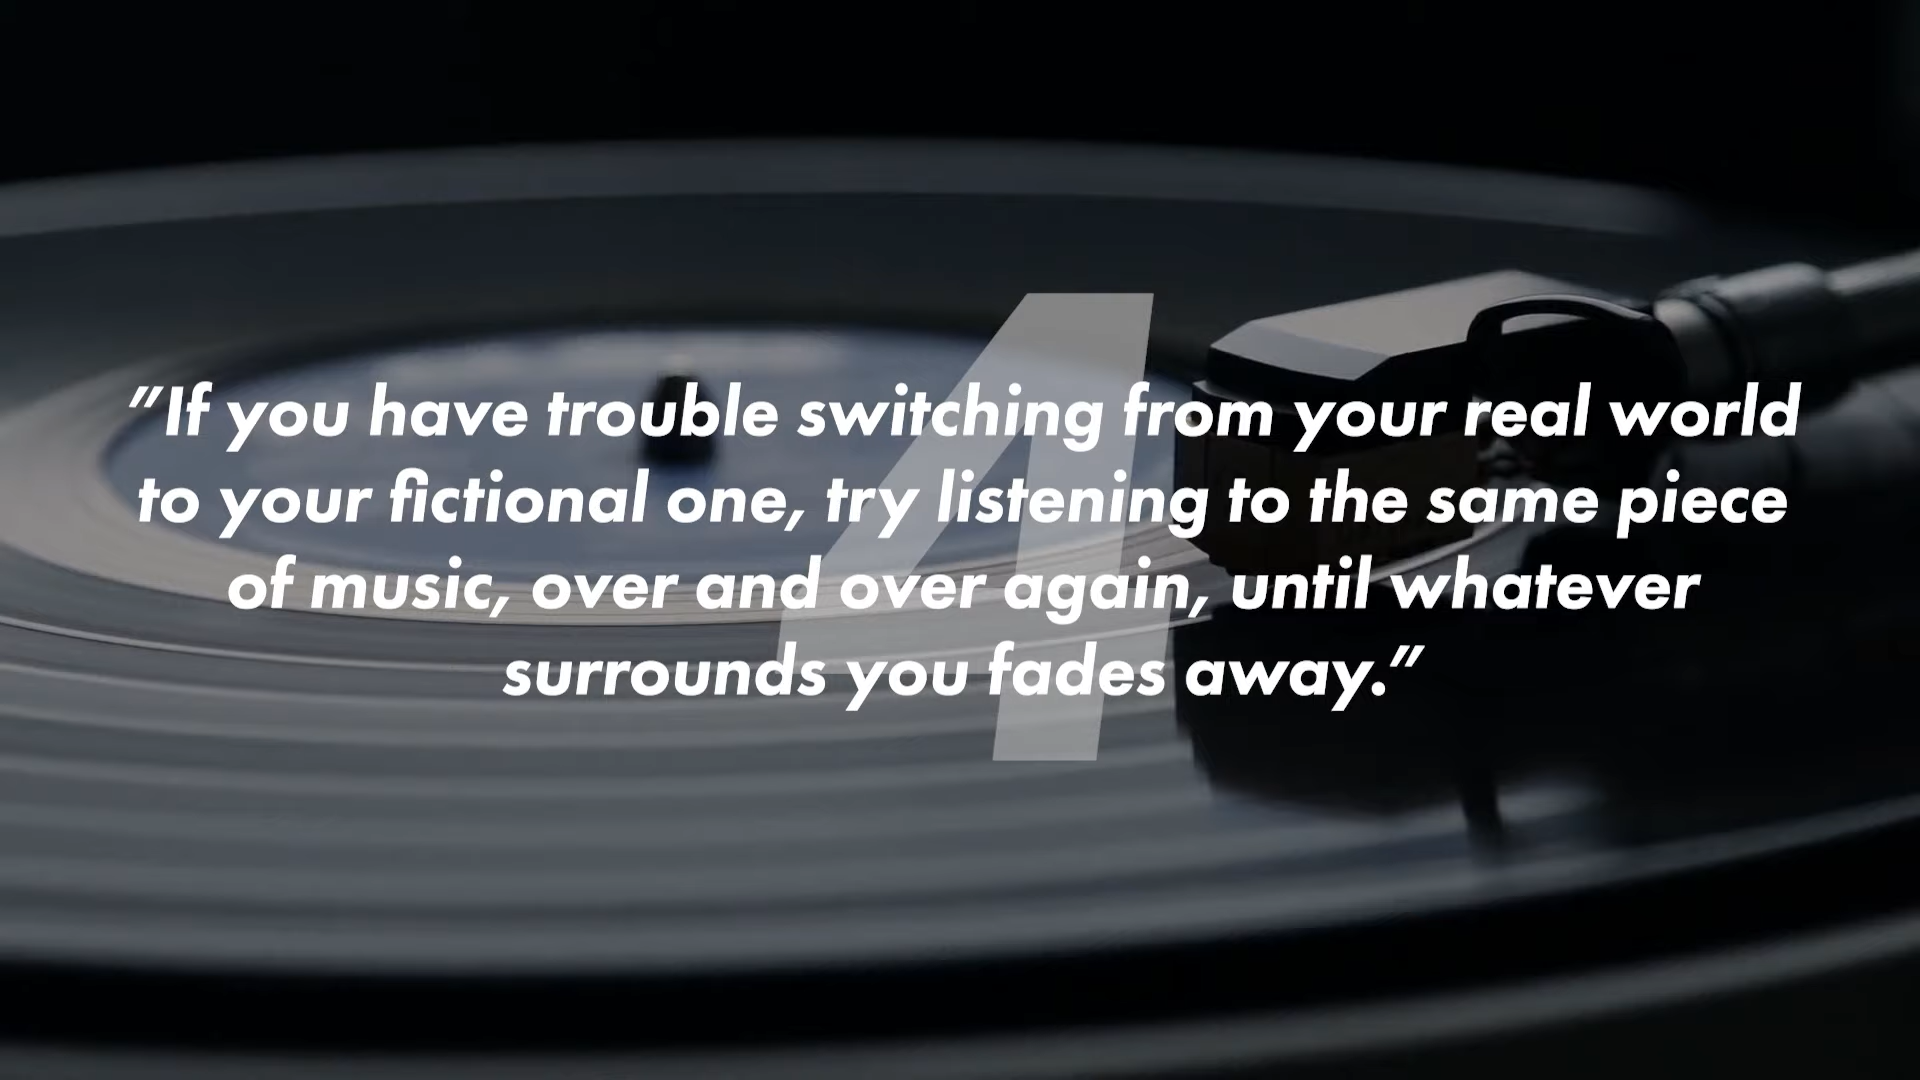 "If you have trouble switching from your real world
to your fictional one, try listening to the same piece
of music, over and over again, until whatever
surrounds you fades away."
4